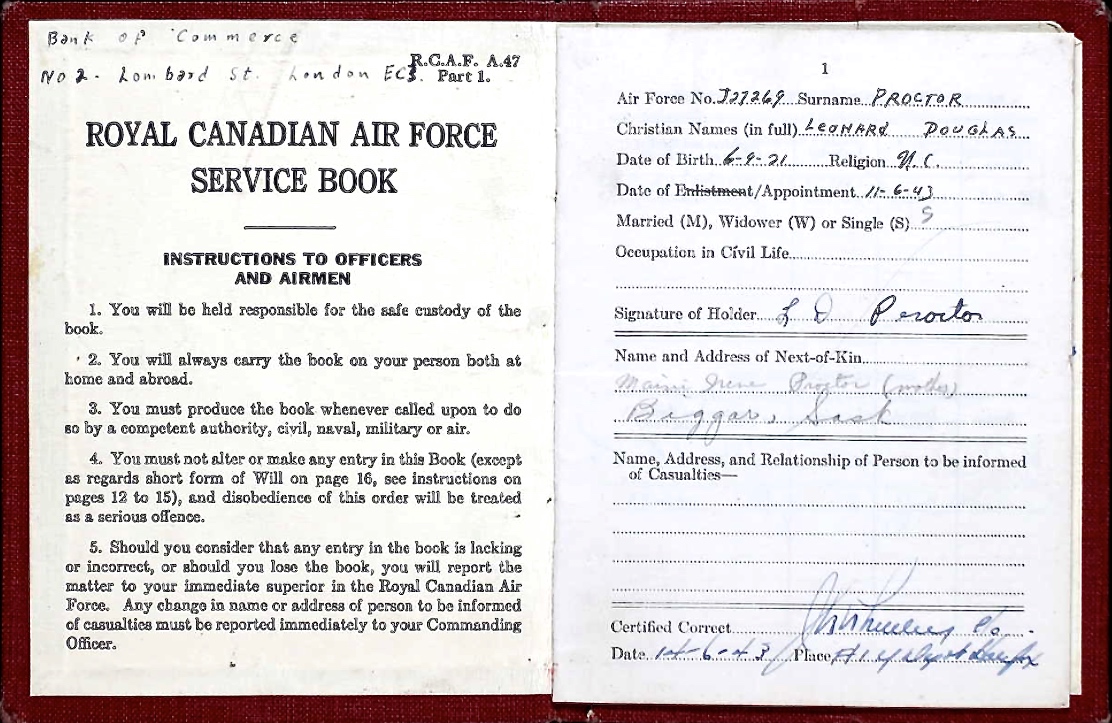 Bank of Commerce
No 2. Lombard St. London EC3.
R.C.A.F. A.47
Part 1.
ROYAL CANADIAN AIR FORCE
SERVICE BOOK
INSTRUCTIONS TO OFFICERS
AND AIRMEN
1. You will be held responsible for the safe custody of the
book.
2. You will always carry the book on your person both at
home and abroad.
3. You must produce the book whenever called upon to do
so by a competent authority, civil, naval, military or air.
4. You must not alter or make any entry in this Book (except
as regards short form of Will on page 16, see instructions on
pages 12 to 15), and disobedience of this order will be treated
as a serious offence.
5. Should you consider that any entry in the book is lacking
or incorrect, or should you lose the book, you will report the
matter to your immediate superior in the Royal Canadian Air
Force. Any change in name or address of person to be informed
of casualties must be reported immediately to your Commanding
Officer.
1
Air Force No. J27269 Surname PROCTOR
Christian Names (in full) LEONARD DOUGLAS
Date of Birth 6-9-21 Religion U.C.
Date of Enlistment/Appointment 11-6-43
Married (M), Widower (W) or Single (S) S
Occupation in Civil Life
Signature of Holder L D Proctor
Name and Address of Next-of-Kin
Irene Proctor (mother)
Biggar, Sask
Name, Address, and Relationship of Person to be informed
of Casualties—
Certified Correct
Date 14-6-43 Place Halifax